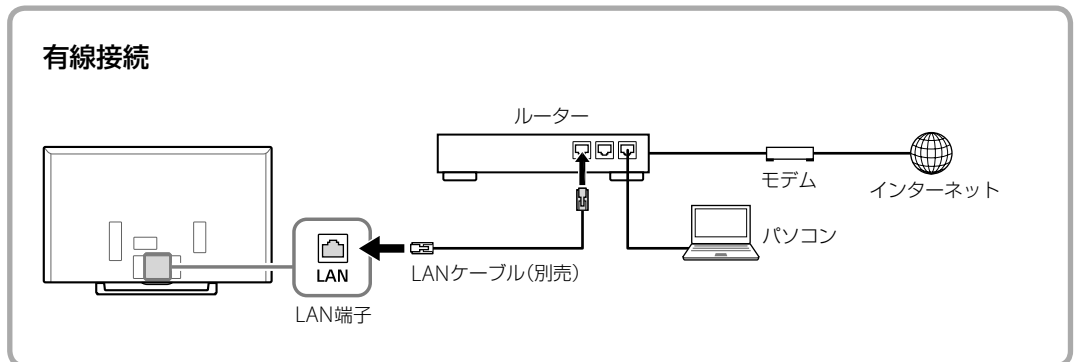 有線接続
ルーター
モデム
インターネット
パソコン
LAN
LANケーブル(別売)
LAN端子